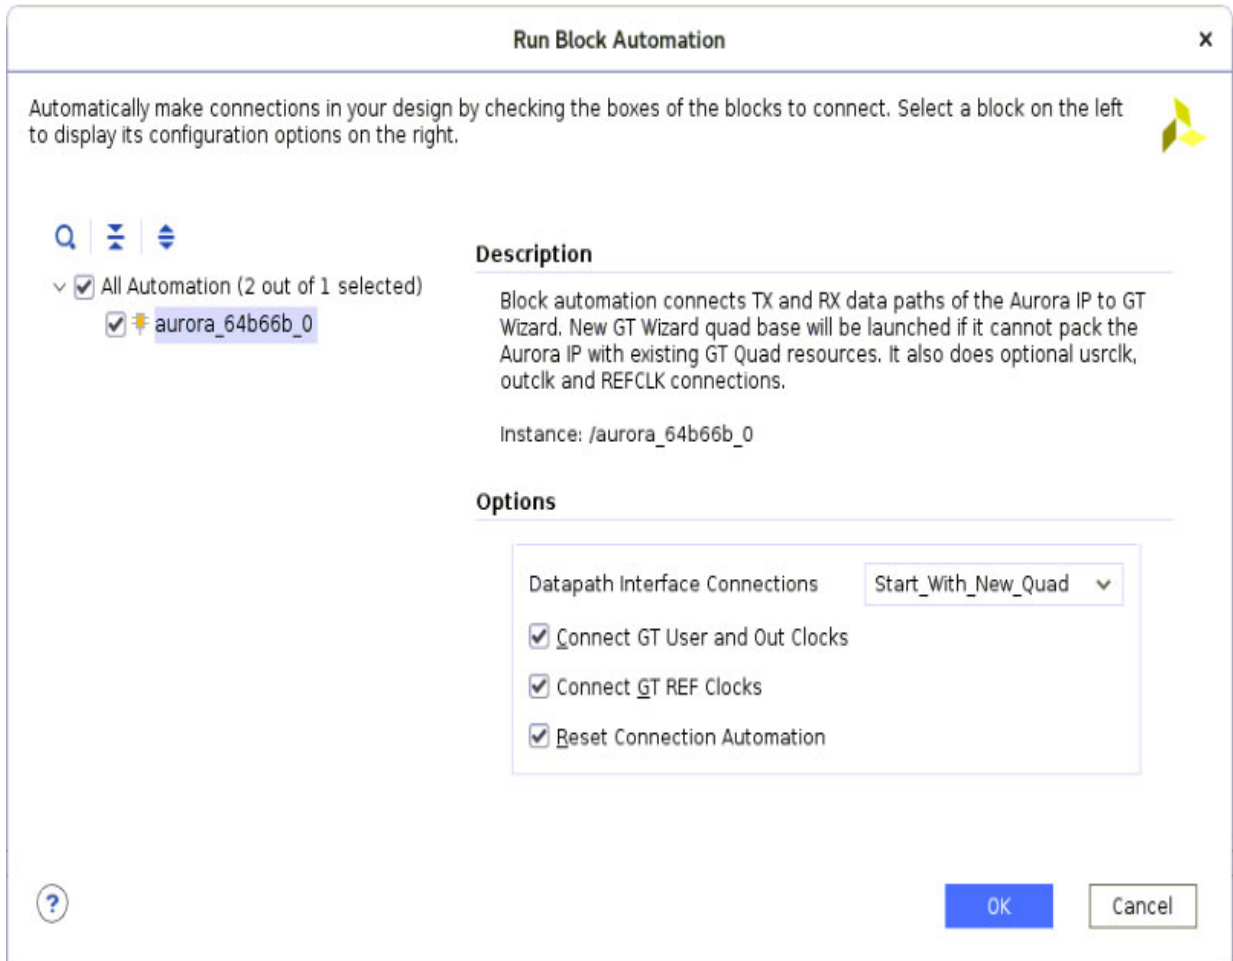 Run Block Automation
Automatically make connections in your design by checking the boxes of the blocks to connect. Select a block on the left
to display its configuration options on the right.
All Automation (2 out of 1 selected)
aurora_64b66b_0
Description
Block automation connects TX and RX data paths of the Aurora IP to GT
Wizard. New GT Wizard quad base will be launched if it cannot pack the
Aurora IP with existing GT Quad resources. It also does optional usrclk,
outclk and REFCLK connections.
Instance: /aurora_64b66b_0
Options
Datapath Interface Connections Start_With_New_Quad
Connect GT User and Out Clocks
Connect GT REF Clocks
Reset Connection Automation
? OK Cancel